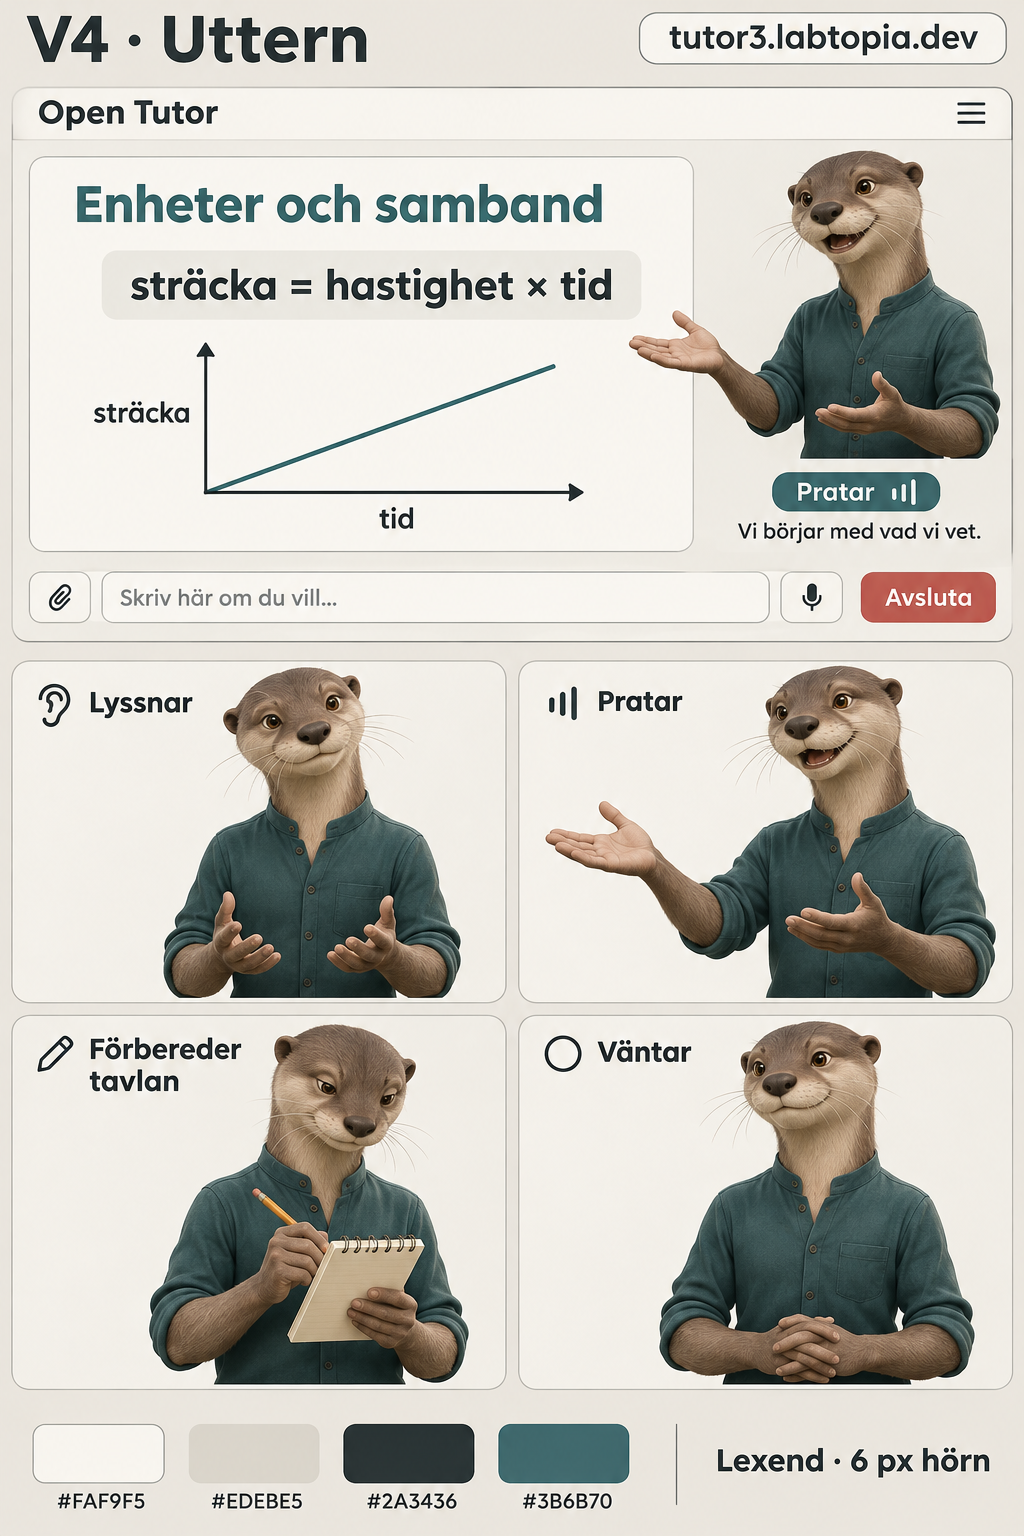 V4 · Uttern
tutor3.labtopia.dev
Open Tutor
Enheter och samband
sträcka = hastighet × tid
sträcka
tid
Pratar
Vi börjar med vad vi vet.
Skriv här om du vill...
Avsluta
Lyssnar
Pratar
Förbereder
tavlan
Väntar
#FAF9F5
#EDEBE5
#2A3436
#3B6B70
Lexend · 6 px hörn